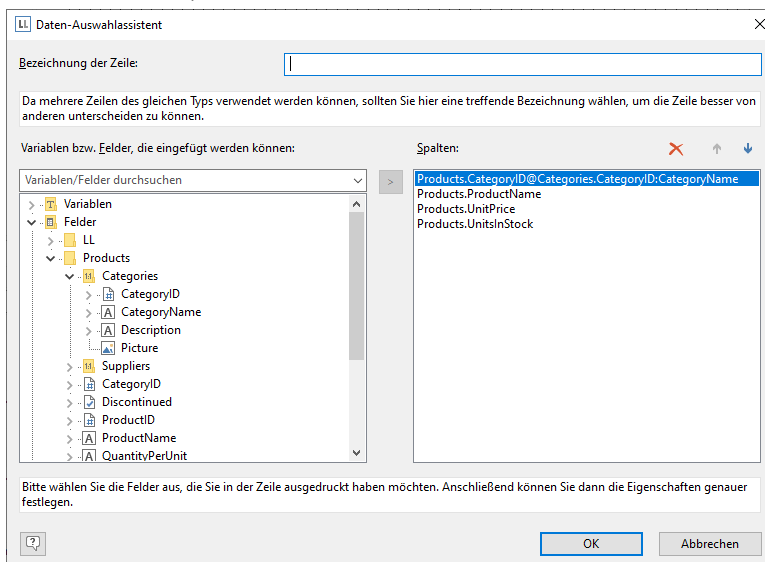 LL Daten-Auswahlassistent
Bezeichnung der Zeile:
Da mehrere Zeilen des gleichen Typs verwendet werden können, sollten Sie hier eine treffende Bezeichnung wählen, um die Zeile besser von
anderen unterscheiden zu können.
Variablen bzw. Felder, die eingefügt werden können:
Variablen/Felder durchsuchen
Variablen
Felder
LL
Products
Categories
CategoryID
CategoryName
Description
Picture
Suppliers
CategoryID
Discontinued
ProductID
ProductName
QuantityPerUnit
>
Spalten:
Products.CategoryID@Categories.CategoryID:CategoryName
Products.ProductName
Products.UnitPrice
Products.UnitsInStock
Bitte wählen Sie die Felder aus, die Sie in der Zeile ausgedruckt haben möchten. Anschließend können Sie dann die Eigenschaften genauer
festlegen.
OK
Abbrechen